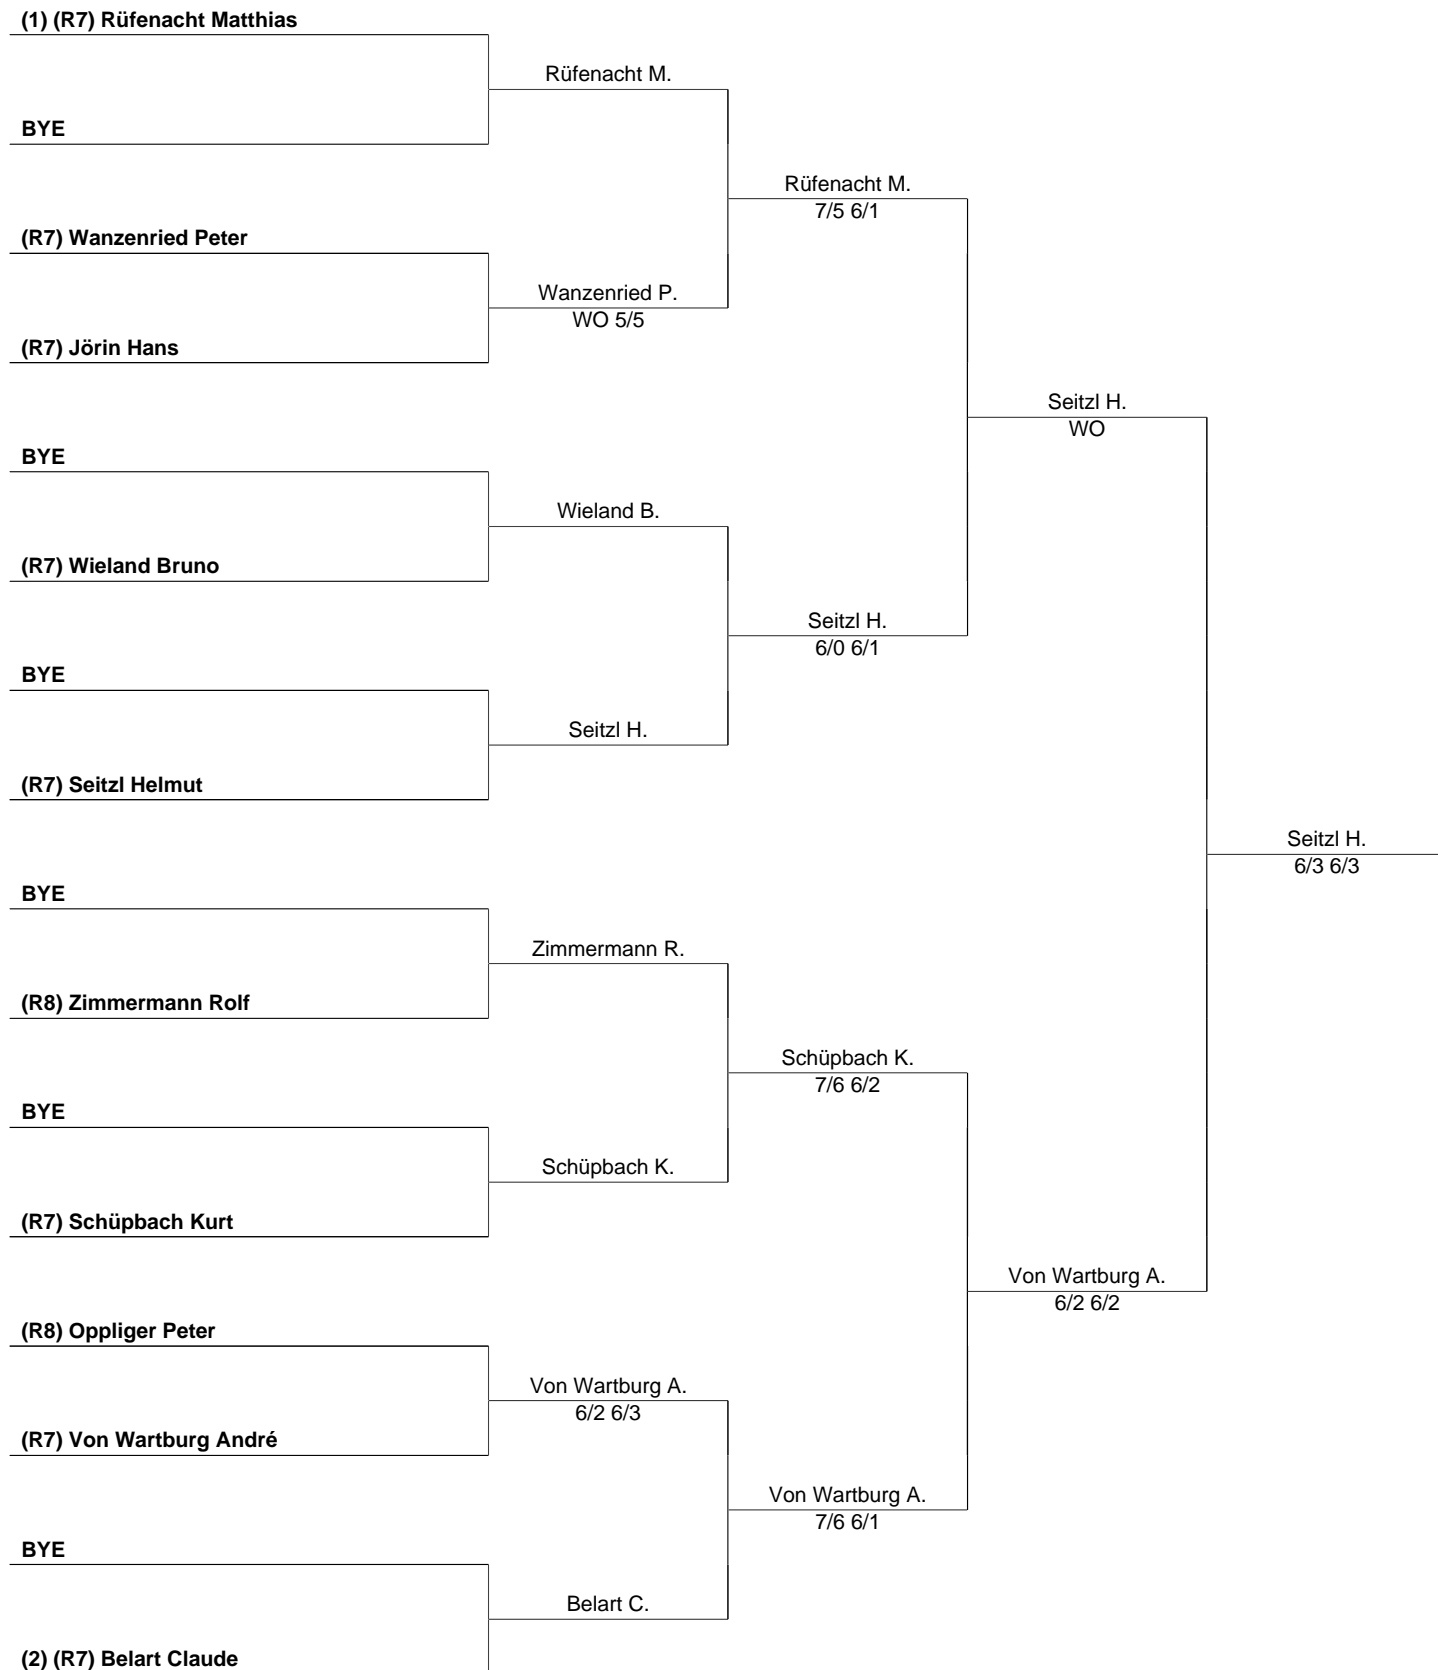 (1) (R7) Rüfenacht Matthias
Rüfenacht M.
BYE
Rüfenacht M.
7/5 6/1
(R7) Wanzenried Peter
Wanzenried P.
WO 5/5
(R7) Jörin Hans
Seitzl H.
WO
BYE
Wieland B.
(R7) Wieland Bruno
Seitzl H.
6/0 6/1
BYE
Seitzl H.
(R7) Seitzl Helmut
Seitzl H.
6/3 6/3
BYE
Zimmermann R.
(R8) Zimmermann Rolf
Schüpbach K.
7/6 6/2
BYE
Schüpbach K.
(R7) Schüpbach Kurt
Von Wartburg A.
6/2 6/2
(R8) Oppliger Peter
Von Wartburg A.
6/2 6/3
(R7) Von Wartburg André
Von Wartburg A.
7/6 6/1
BYE
Belart C.
(2) (R7) Belart Claude